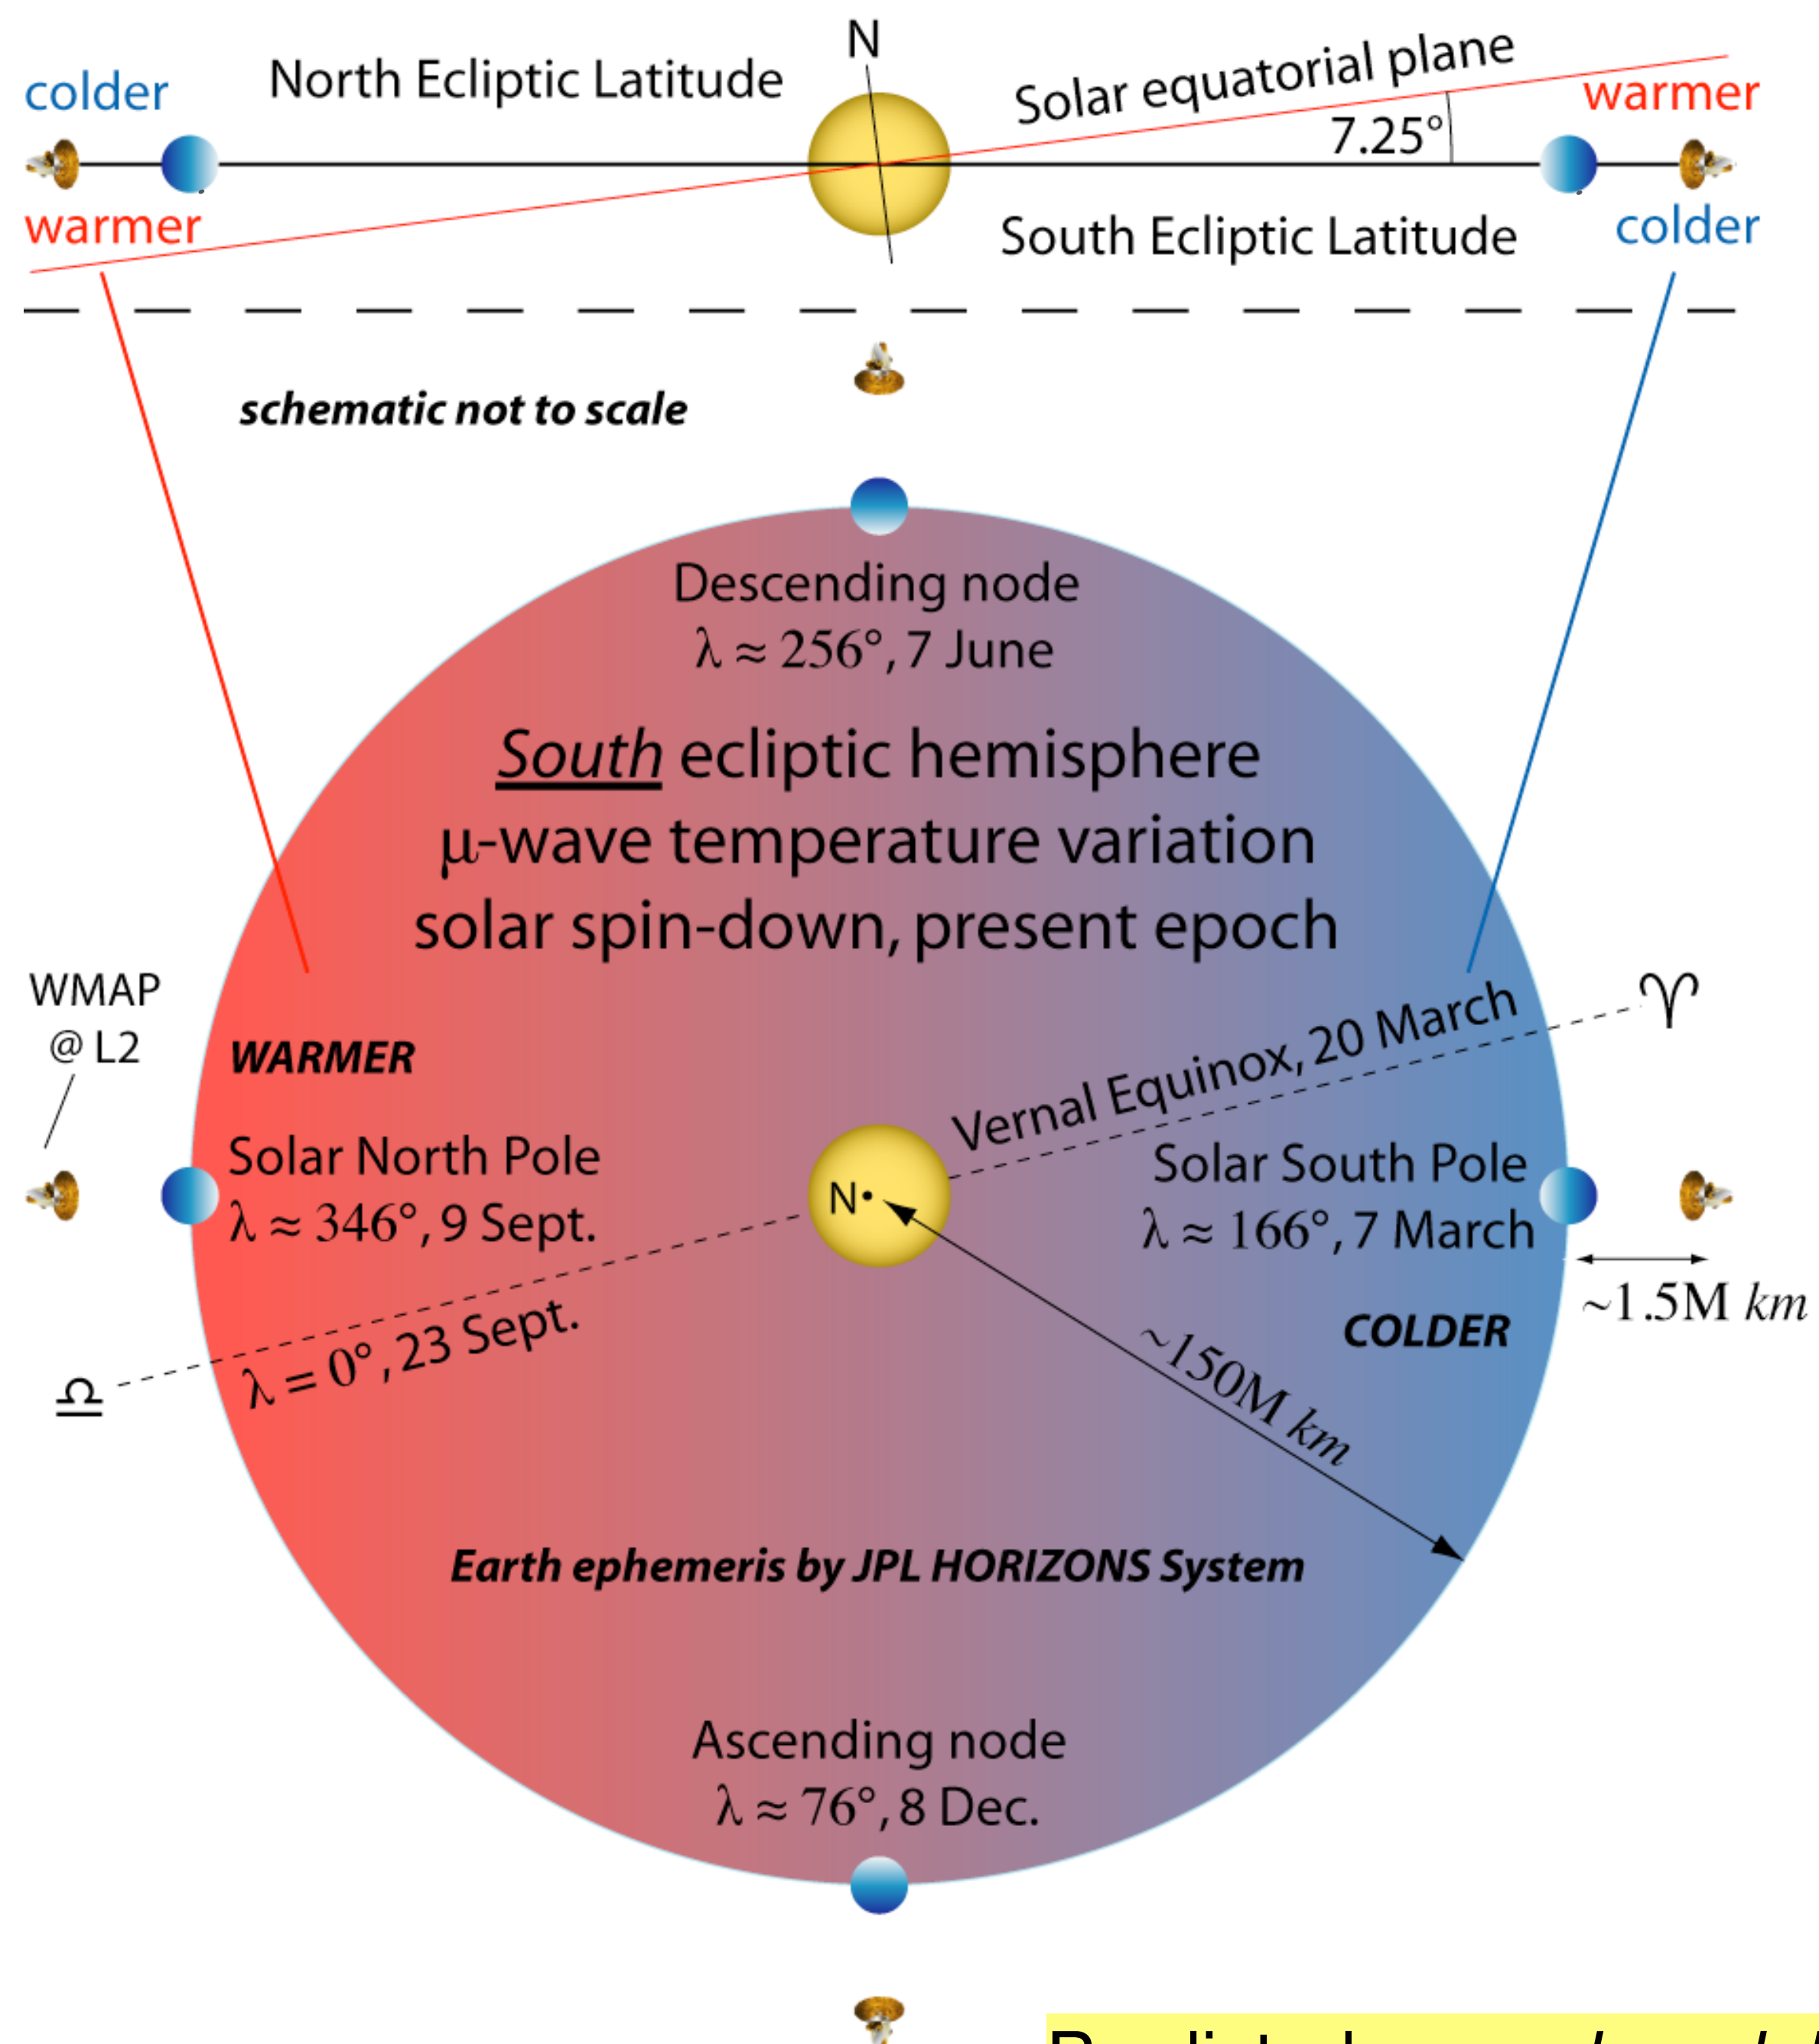 N
colder
North Ecliptic Latitude
Solar equatorial plane
warmer
7.25°
warmer
South Ecliptic Latitude
colder
schematic not to scale
Descending node
λ ≈ 256°, 7 June
South ecliptic hemisphere
μ-wave temperature variation
solar spin-down, present epoch
WMAP
@ L2
WARMER
Vernal Equinox, 20 March
♈
Solar North Pole
λ ≈ 346°, 9 Sept.
N
Solar South Pole
λ ≈ 166°, 7 March
~1.5M km
COLDER
λ = 0°, 23 Sept.
♎
~150M km
Earth ephemeris by JPL HORIZONS System
Ascending node
λ ≈ 76°, 8 Dec.